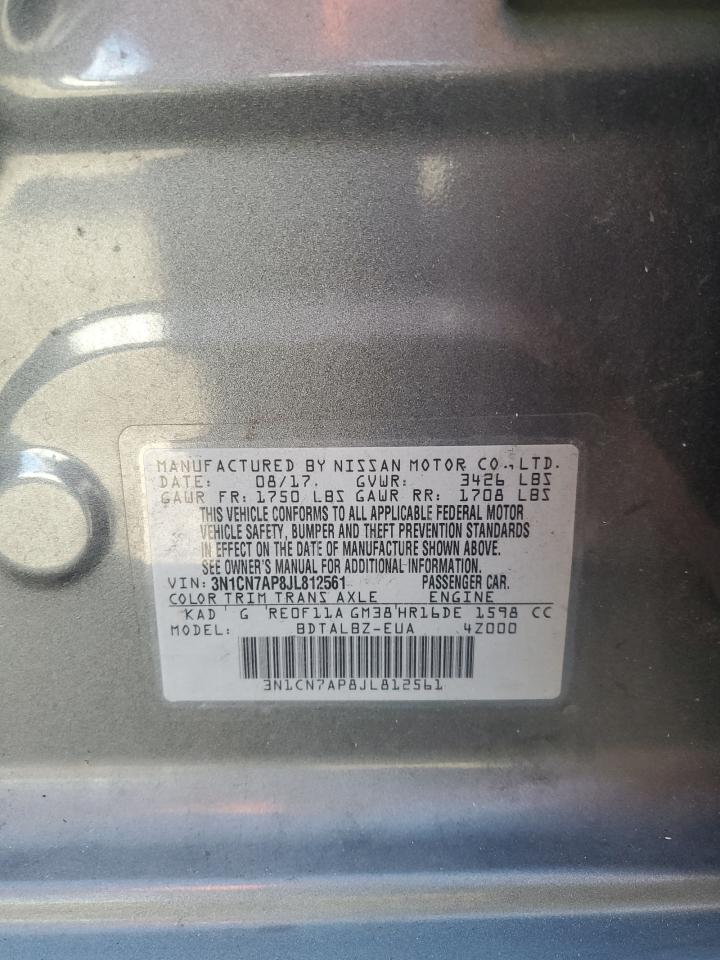 MANUFACTURED BY NISSAN MOTOR CO., LTD.
DATE: 08/17. GVWR: 3426 LBS
GAWR FR: 1750 LBS GAWR RR: 1708 LBS
THIS VEHICLE CONFORMS TO ALL APPLICABLE FEDERAL MOTOR
VEHICLE SAFETY, BUMPER AND THEFT PREVENTION STANDARDS
IN EFFECT ON THE DATE OF MANUFACTURE SHOWN ABOVE.
SEE OWNER'S MANUAL FOR ADDITIONAL INFORMATION.
VIN: 3N1CN7AP8JL812561 PASSENGER CAR.
COLOR TRIM TRANS AXLE ENGINE
KAD ' G 'RE0F11A GM38'HR16DE 1598 CC
MODEL: BDTALBZ-EUA 4Z000
3N1CN7AP8JL812561